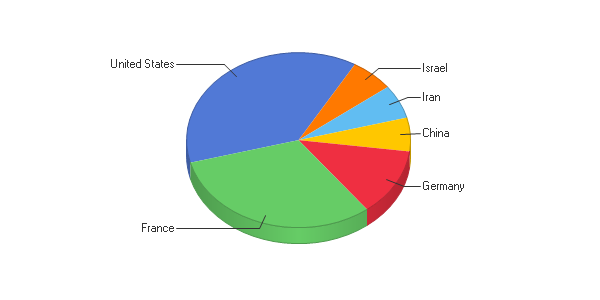 United States
Israel
Iran
China
Germany
France